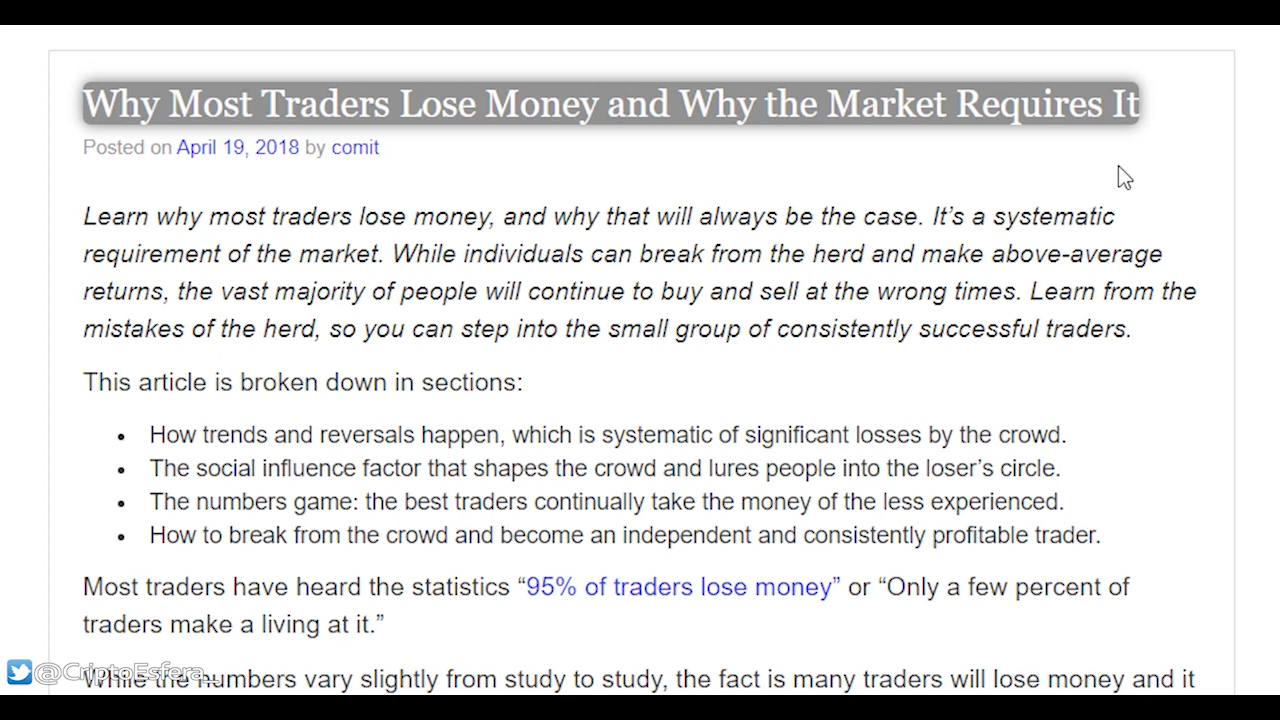 Why Most Traders Lose Money and Why the Market Requires It
Posted on April 19, 2018 by comit
Learn why most traders lose money, and why that will always be the case. It's a systematic
requirement of the market. While individuals can break from the herd and make above-average
returns, the vast majority of people will continue to buy and sell at the wrong times. Learn from the
mistakes of the herd, so you can step into the small group of consistently successful traders.
This article is broken down in sections:
• How trends and reversals happen, which is systematic of significant losses by the crowd.
• The social influence factor that shapes the crowd and lures people into the loser's circle.
• The numbers game: the best traders continually take the money of the less experienced.
• How to break from the crowd and become an independent and consistently profitable trader.
Most traders have heard the statistics “95% of traders lose money” or “Only a few percent of
traders make a living at it.”
@CriptoEsfera_
While the numbers vary slightly from study to study, the fact is many traders will lose money and it